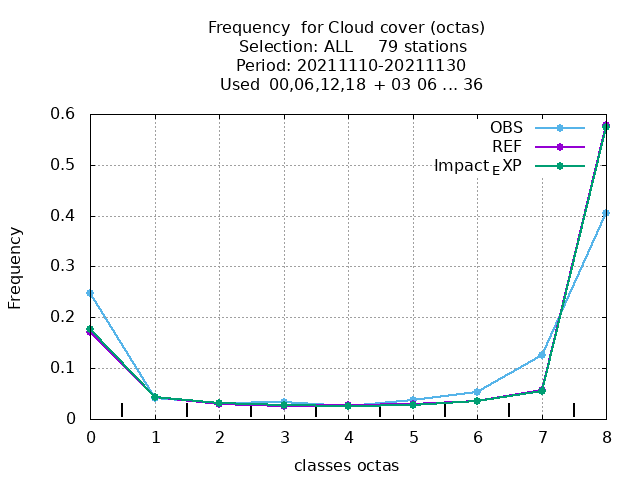 Frequency  for Cloud cover (octas)
Selection: ALL     79 stations
Period: 20211110-20211130
Used  00,06,12,18  + 03 06 ... 36
0.6
OBS
REF
Impact_EXP
0.5
0.4
0.3
0.2
0.1
0
Frequency
0 1 2 3 4 5 6 7 8
classes octas